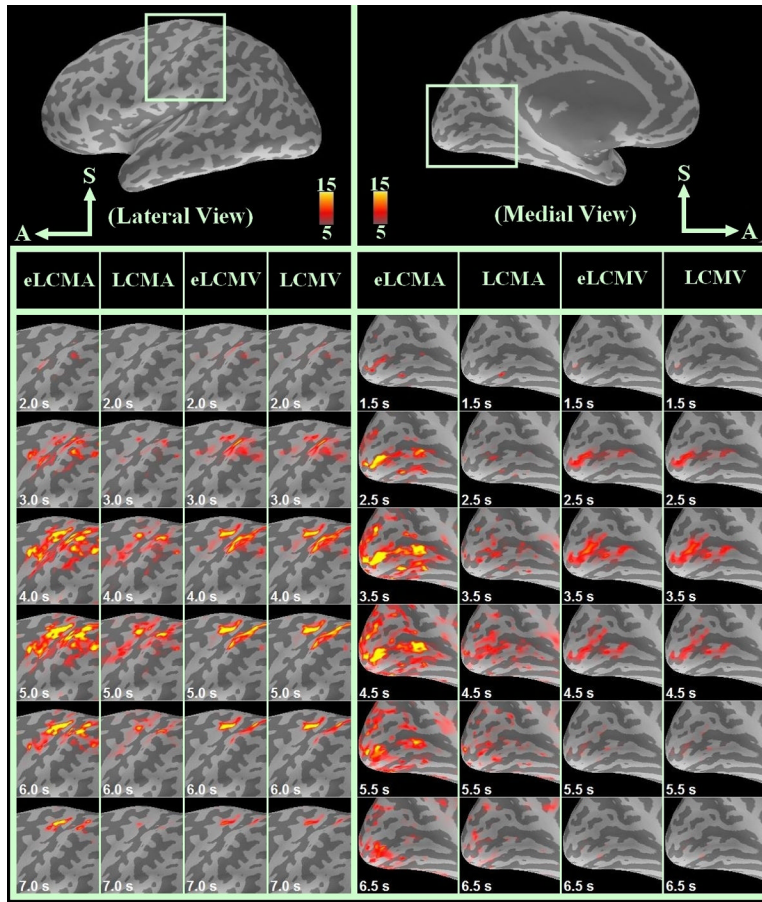 S
A
(Lateral View)
15
5
15
5
(Medial View)
S
A
eLCMA LCMA eLCMV LCMV
eLCMA LCMA eLCMV LCMV
2.0 s 2.0 s 2.0 s 2.0 s
1.5 s 1.5 s 1.5 s 1.5 s
3.0 s 3.0 s 3.0 s 3.0 s
2.5 s 2.5 s 2.5 s 2.5 s
4.0 s 4.0 s 4.0 s 4.0 s
3.5 s 3.5 s 3.5 s 3.5 s
5.0 s 5.0 s 5.0 s 5.0 s
4.5 s 4.5 s 4.5 s 4.5 s
6.0 s 6.0 s 6.0 s 6.0 s
5.5 s 5.5 s 5.5 s 5.5 s
7.0 s 7.0 s 7.0 s 7.0 s
6.5 s 6.5 s 6.5 s 6.5 s